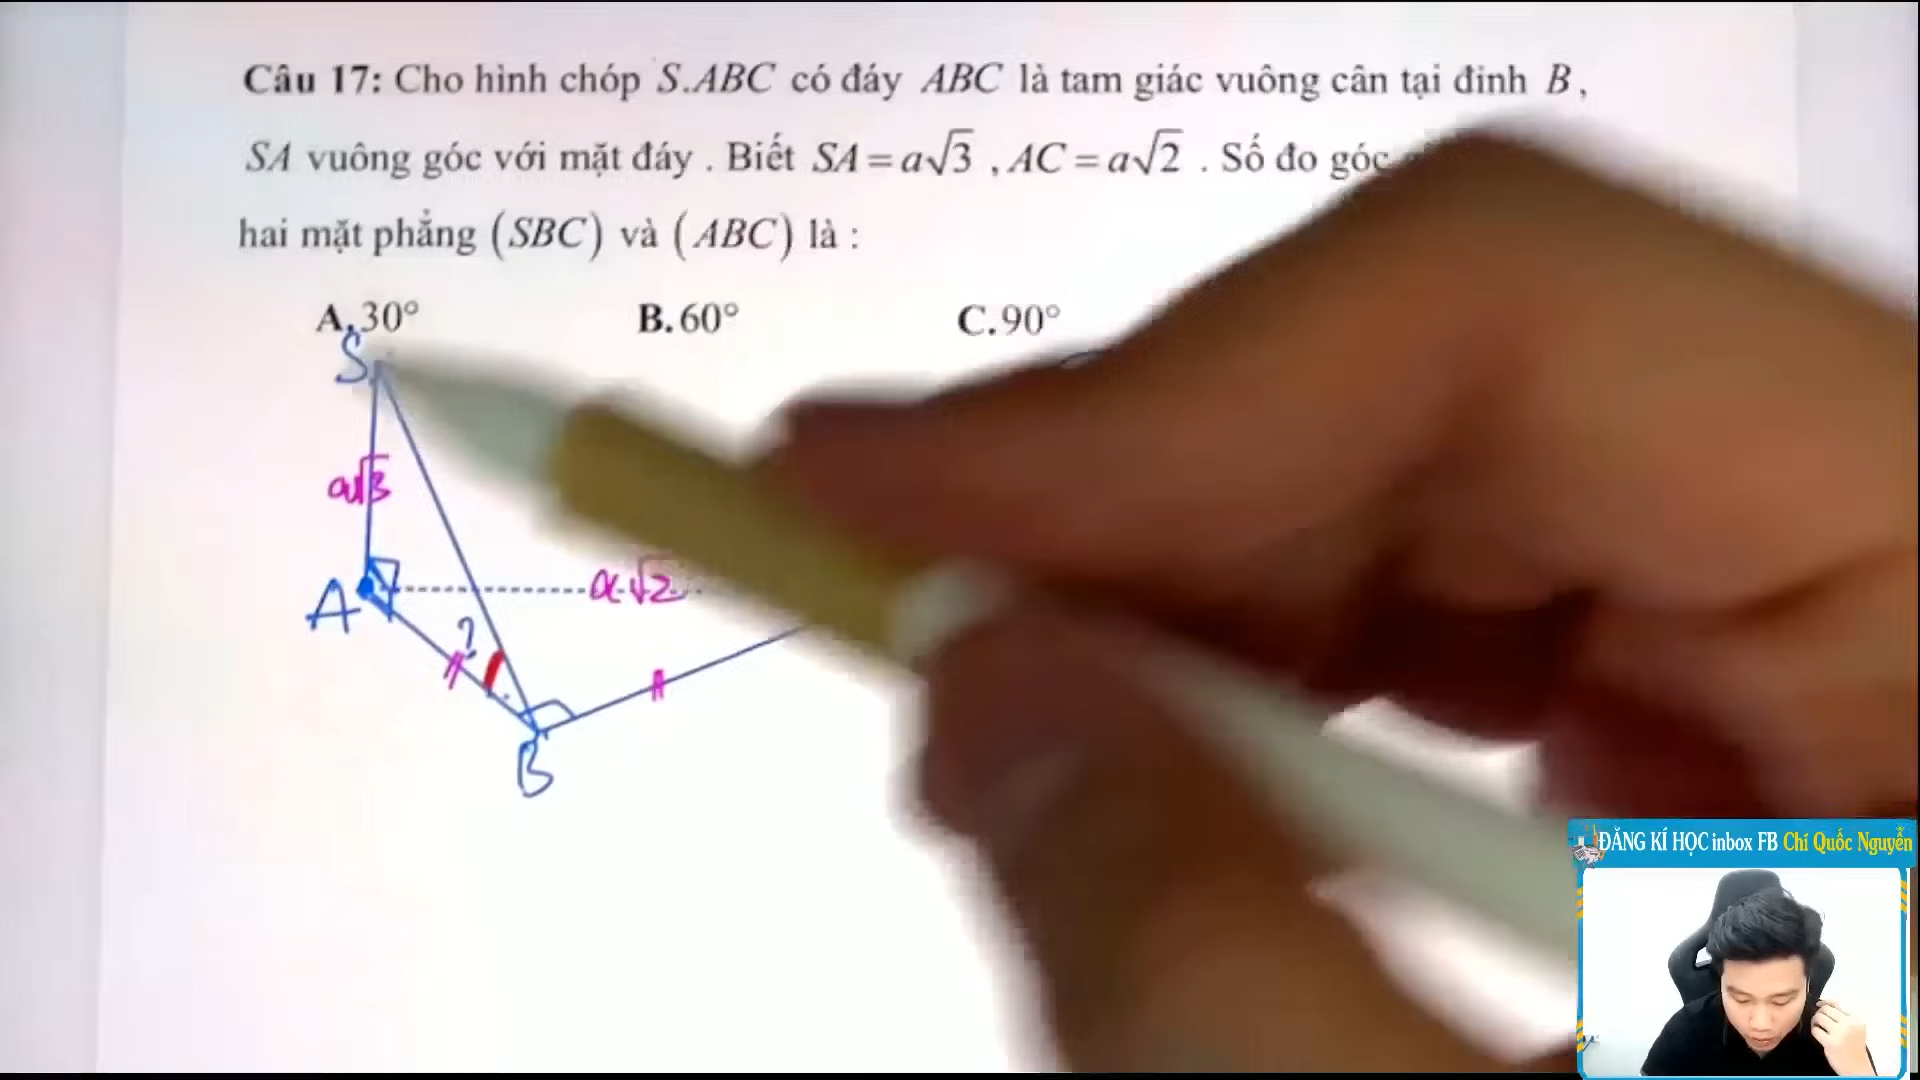 Câu 17: Cho hình chóp S.ABC có đáy ABC là tam giác vuông cân tại đỉnh B,
SA vuông góc với mặt đáy . Biết SA = a√3 , AC = a√2 . Số đo góc
hai mặt phẳng (SBC) và (ABC) là :
A. 30° B. 60° C. 90°
S
a√3
A
a√2
?
B
ĐĂNG KÍ HỌC inbox FB Chí Quốc Nguyễn